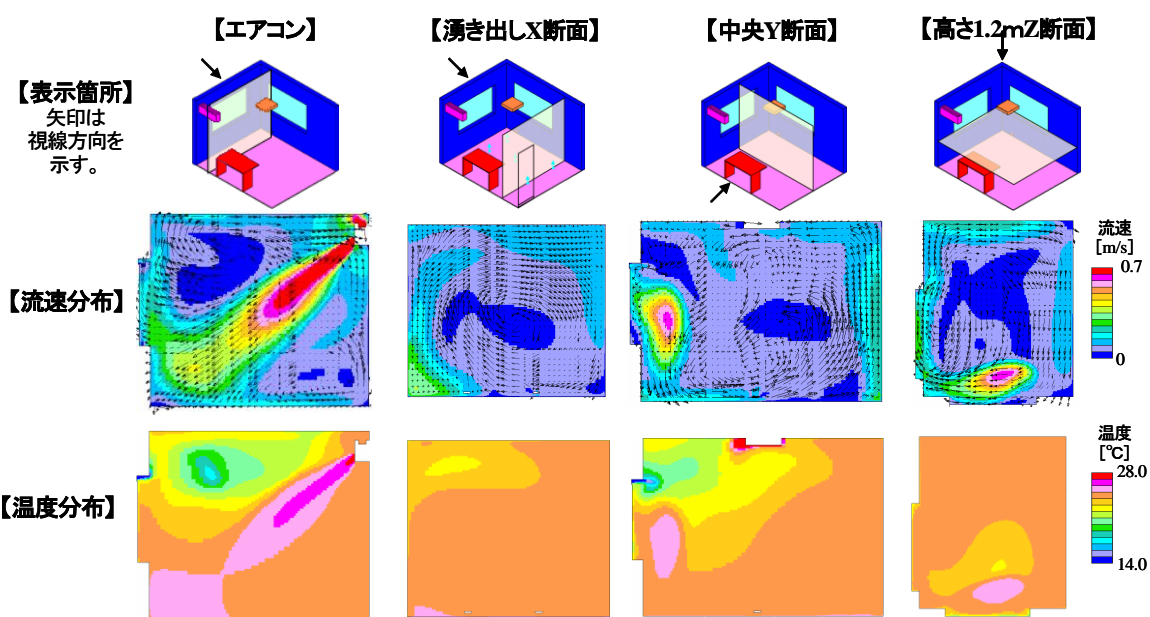 【エアコン】
【湧き出しX断面】
【中央Y断面】
【高さ1.2mZ断面】
【表示箇所】
矢印は
視線方向を
示す。
【流速分布】
流速
[m/s]
0.7
0
【温度分布】
温度
[℃]
28.0
14.0